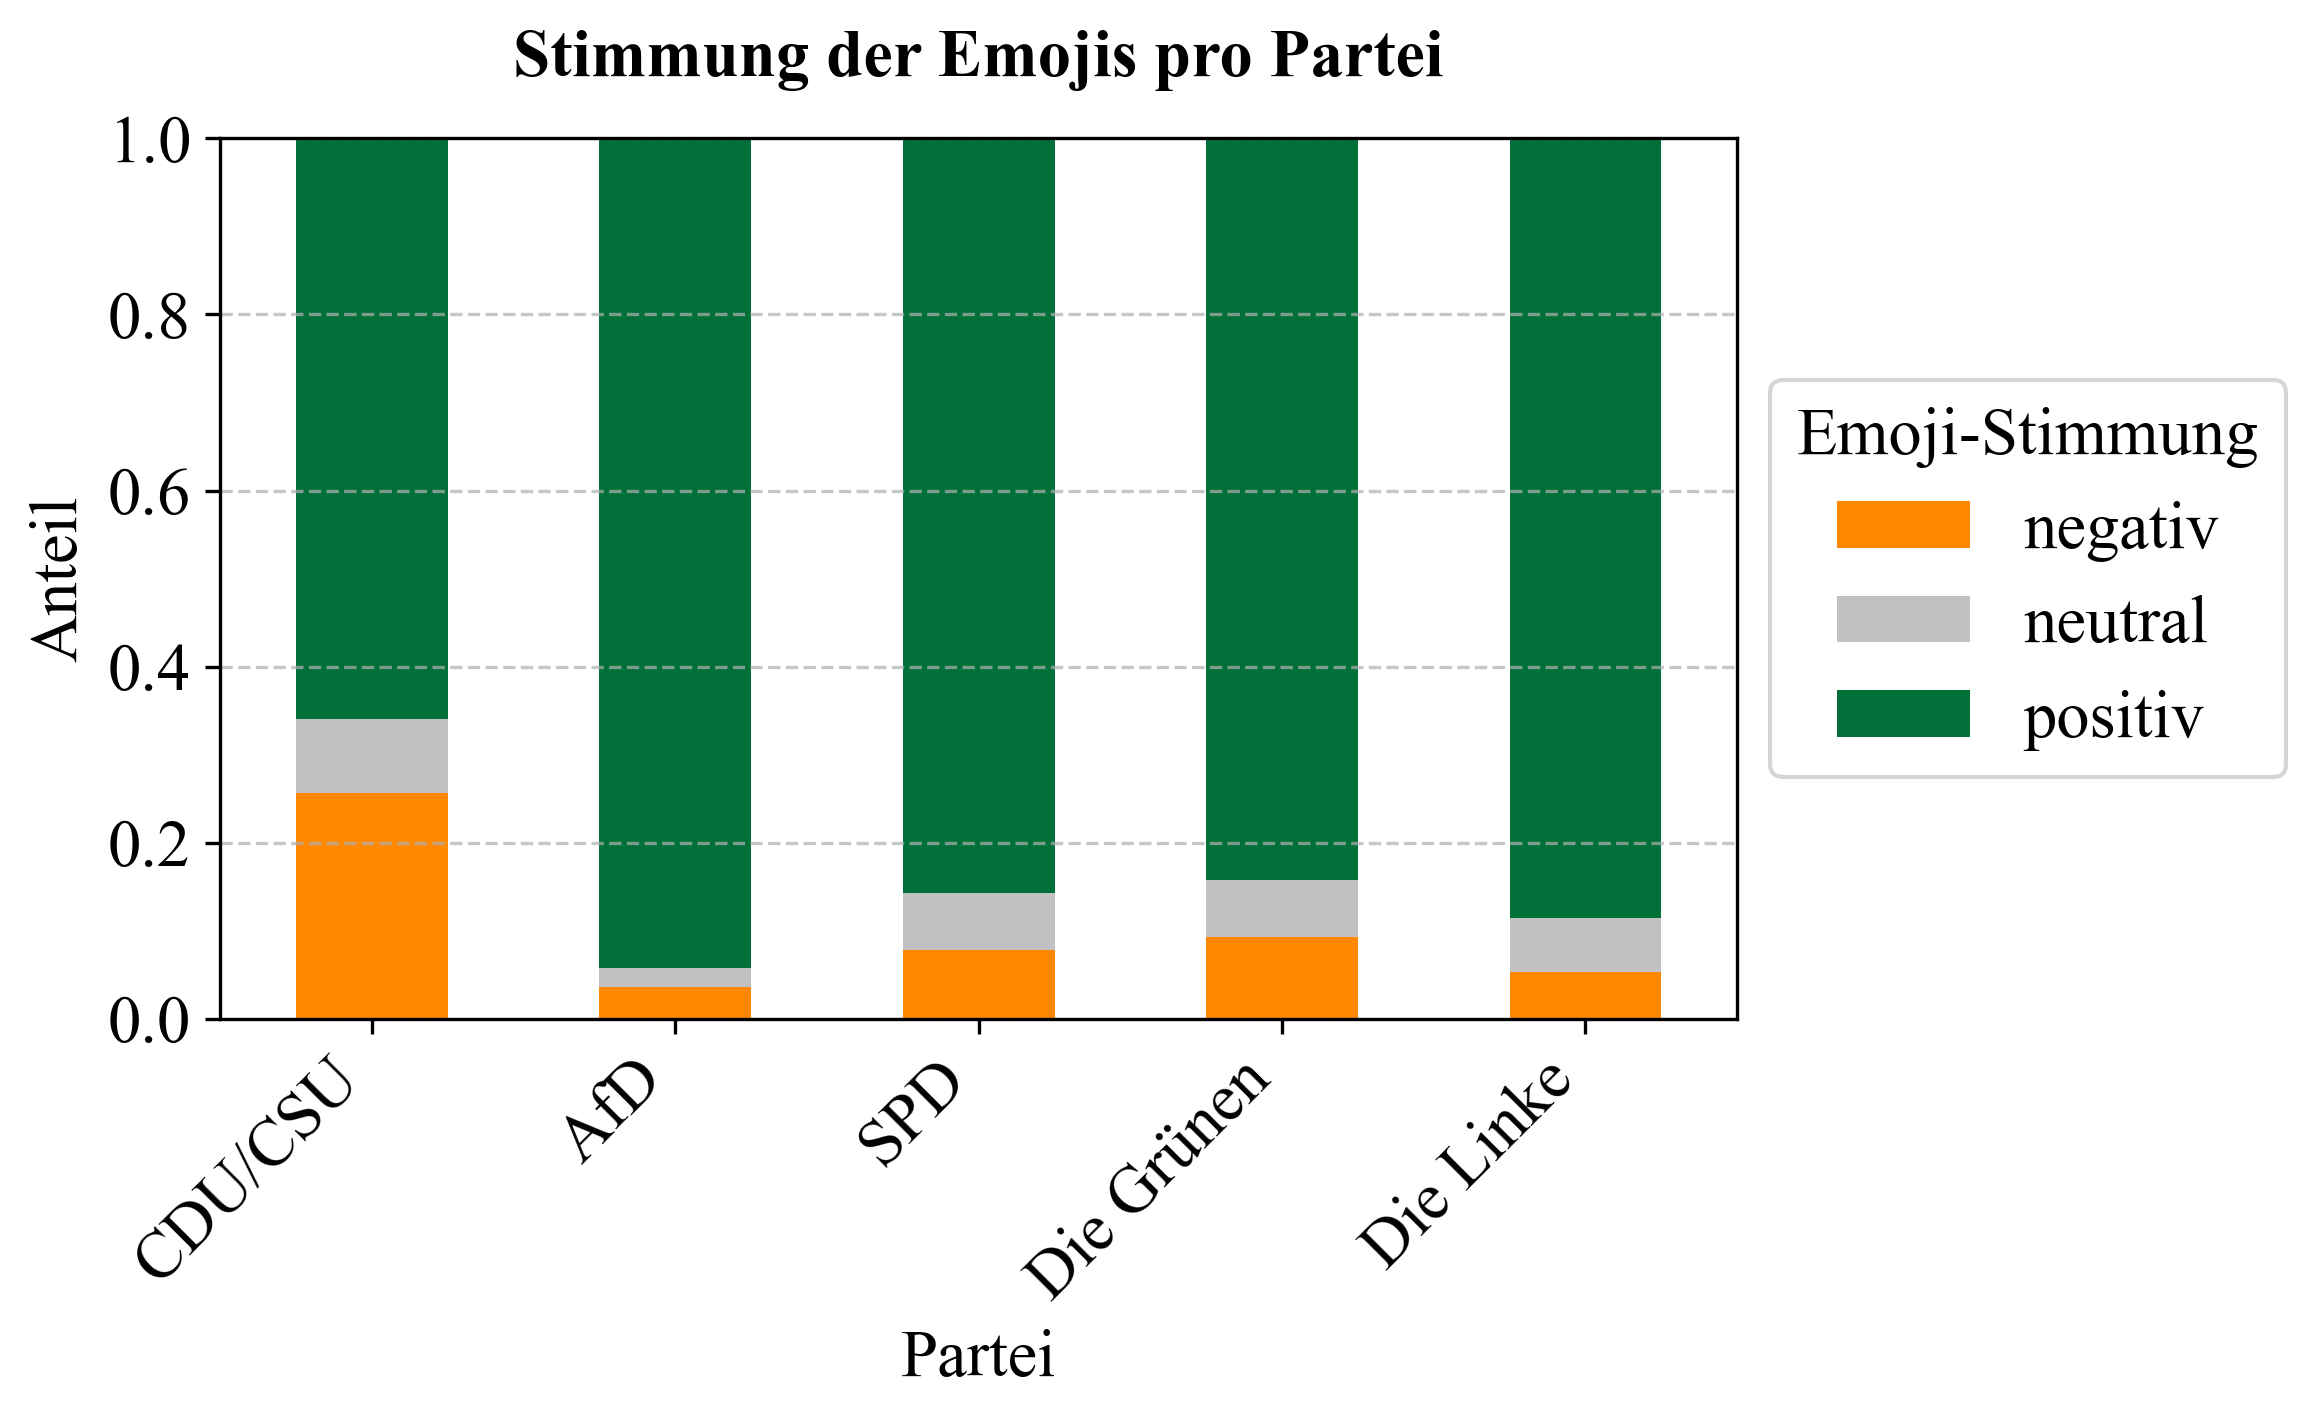 Stimmung der Emojis pro Partei
1.0
0.8
0.6
0.4
0.2
0.0
Anteil
CDU/CSU
AfD
SPD
Die Grünen
Die Linke
Partei
Emoji-Stimmung
negativ
neutral
positiv